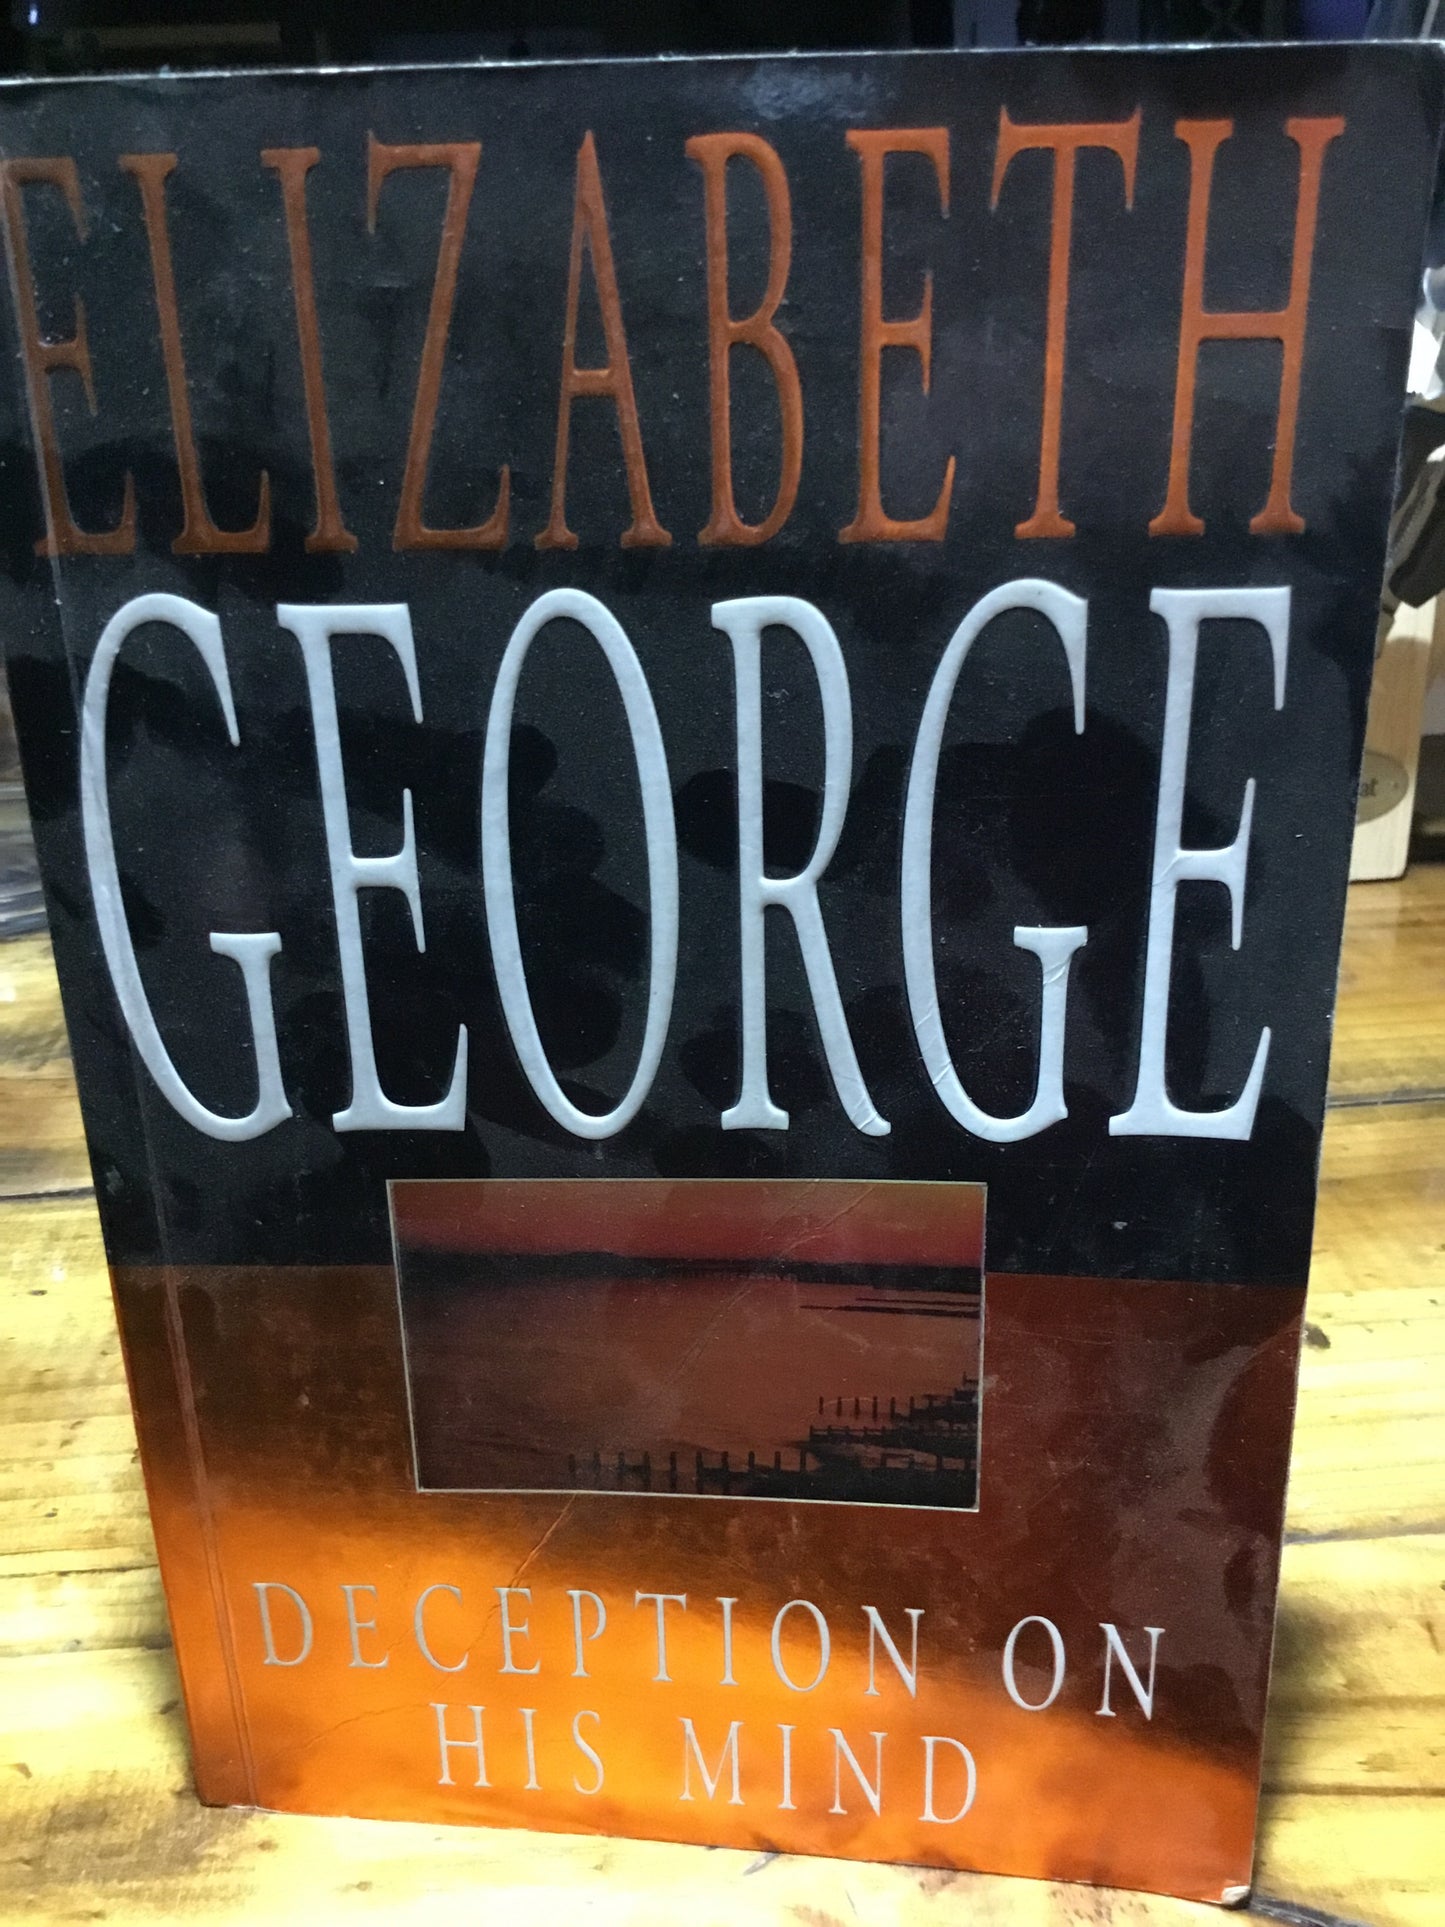 ELIZABETH
GEORGE
DECEPTION ON
HIS MIND